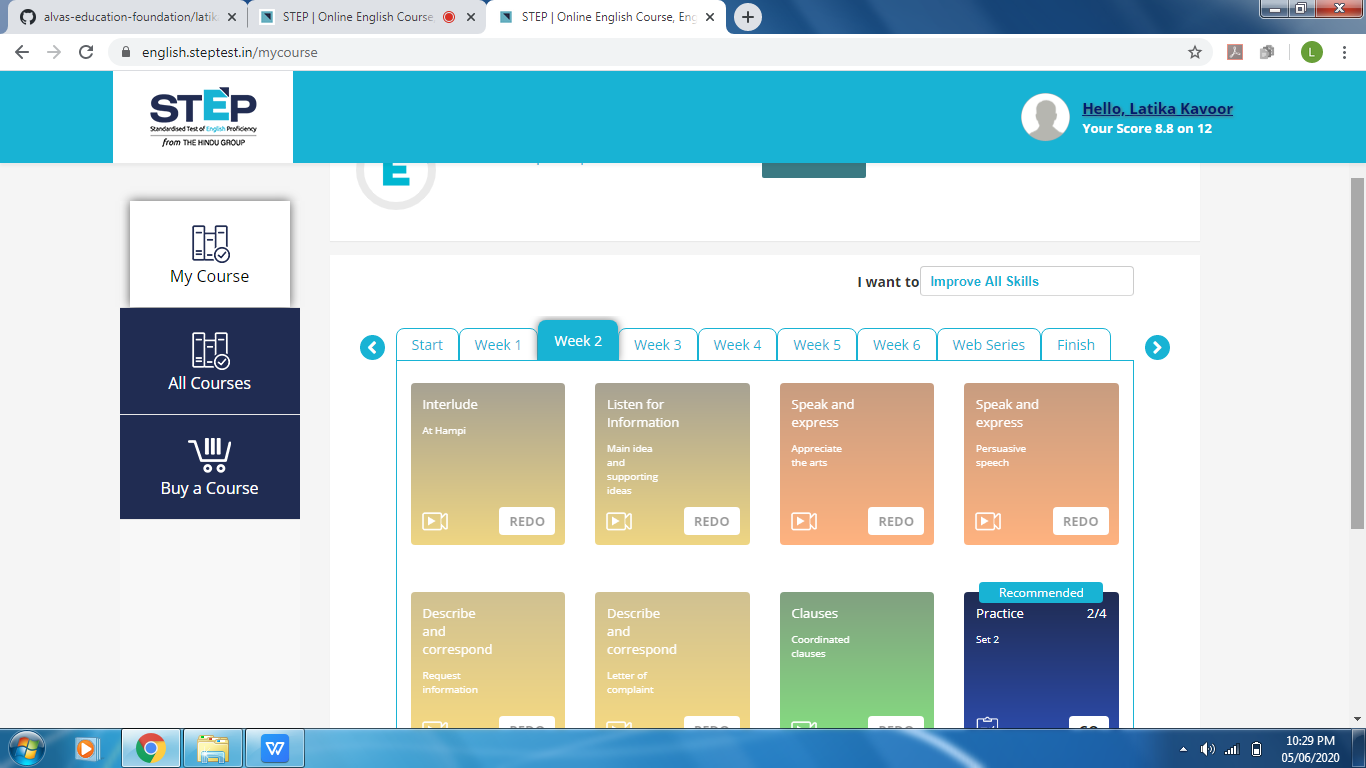 alvas-education-foundation/latik
STEP | Online English Course,
STEP | Online English Course, Eng
english.steptest.in/mycourse
L
STEP
Standardised Test of English Proficiency
from THE HINDU GROUP
Hello, Latika Kavoor
Your Score 8.8 on 12
E
My Course
All Courses
Buy a Course
I want to
Improve All Skills
Start
Week 1
Week 2
Week 3
Week 4
Week 5
Week 6
Web Series
Finish
Interlude
At Hampi
REDO
Listen for
Information
Main idea
and
supporting
ideas
REDO
Speak and
express
Appreciate
the arts
REDO
Speak and
express
Persuasive
speech
REDO
Describe
and
correspond
Request
information
REDO
Describe
and
correspond
Letter of
complaint
REDO
Clauses
Coordinated
clauses
REDO
Recommended
Practice 2/4
Set 2
GO
10:29 PM
05/06/2020